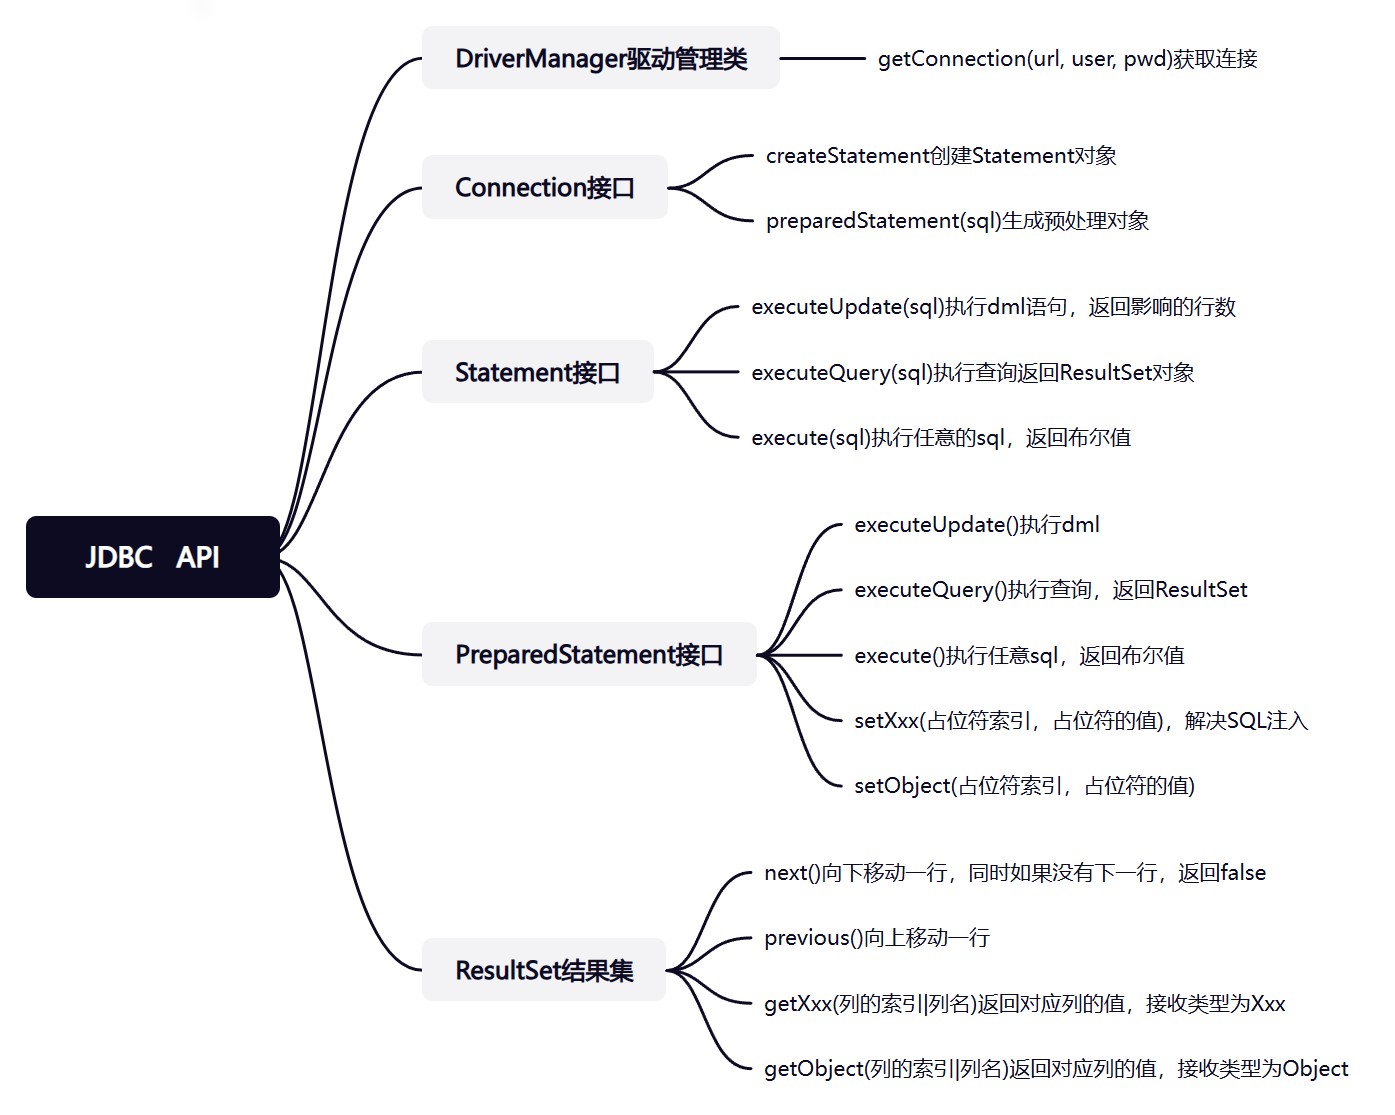 DriverManager驱动管理类
getConnection(url, user, pwd)获取连接
Connection接口
createStatement创建Statement对象
preparedStatement(sql)生成预处理对象
Statement接口
executeUpdate(sql)执行dml语句，返回影响的行数
executeQuery(sql)执行查询返回ResultSet对象
execute(sql)执行任意的sql，返回布尔值
JDBC API
PreparedStatement接口
executeUpdate()执行dml
executeQuery()执行查询，返回ResultSet
execute()执行任意sql，返回布尔值
setXxx(占位符索引，占位符的值)，解决SQL注入
setObject(占位符索引，占位符的值)
ResultSet结果集
next()向下移动一行，同时如果没有下一行，返回false
previous()向上移动一行
getXxx(列的索引|列名)返回对应列的值，接收类型为Xxx
getObject(列的索引|列名)返回对应列的值，接收类型为Object